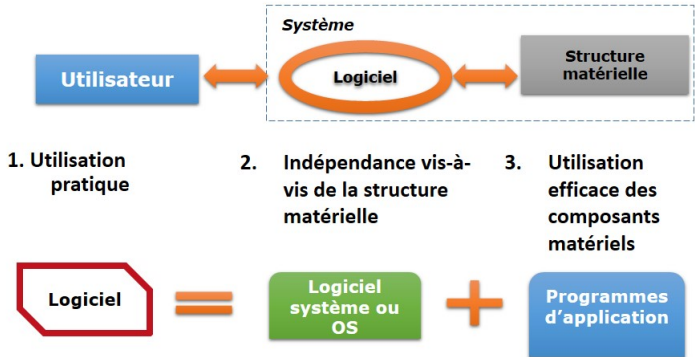 Système
Utilisateur
Logiciel
Structure
matérielle
1. Utilisation
pratique
2. Indépendance vis-à-
vis de la structure
matérielle
3. Utilisation
efficace des
composants
matériels
Logiciel
Logiciel
système ou
OS
Programmes
d'application